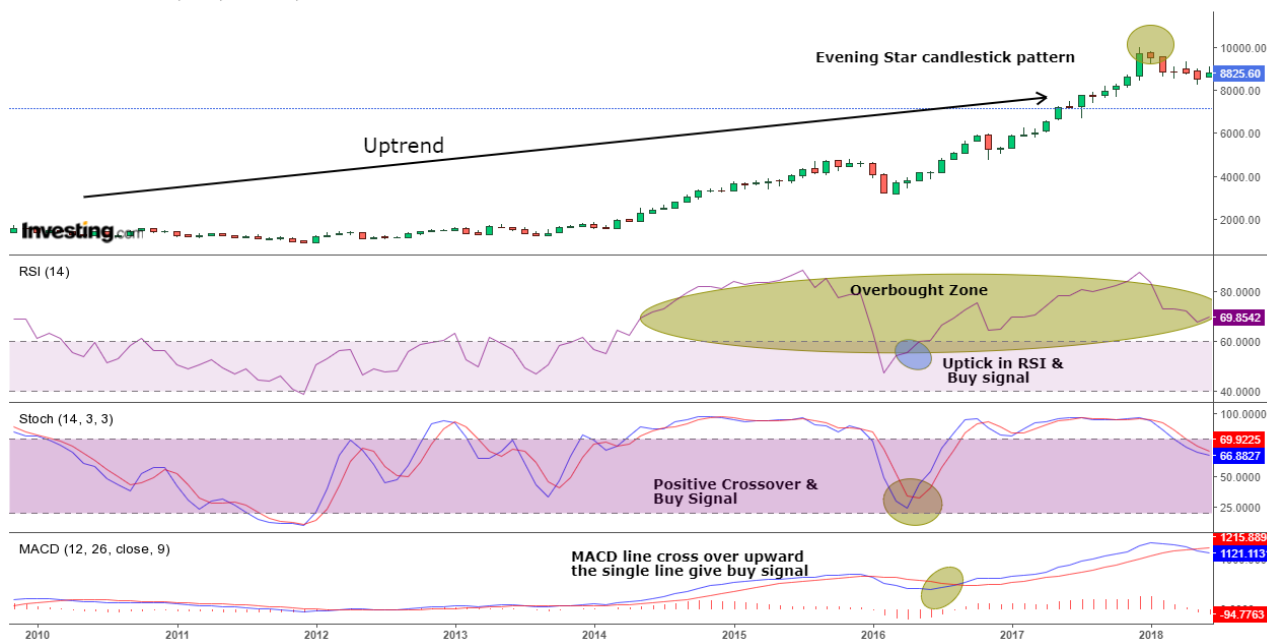 Evening Star candlestick pattern
10000.00
8825.60
8000.00
Uptrend
6000.00
4000.00
Investing.com
2000.00
RSI (14)
Overbought Zone
80.0000
69.8542
60.0000
Uptick in RSI &
Buy signal
40.0000
Stoch (14, 3, 3)
100.0000
69.9225
66.8827
Positive Crossover &
Buy Signal
50.0000
25.0000
MACD (12, 26, close, 9)
1215.889
MACD line cross over upward
the single line give buy signal
1121.1131
-94.7763
2010 2011 2012 2013 2014 2015 2016 2017 2018